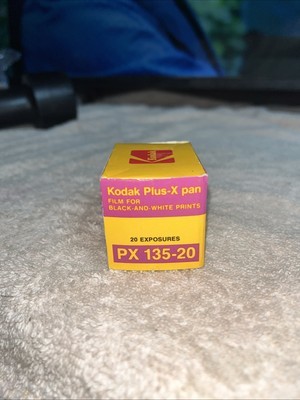 Kodak Plus-X pan
FILM FOR
BLACK-AND-WHITE PRINTS
20 EXPOSURES
PX 135-20